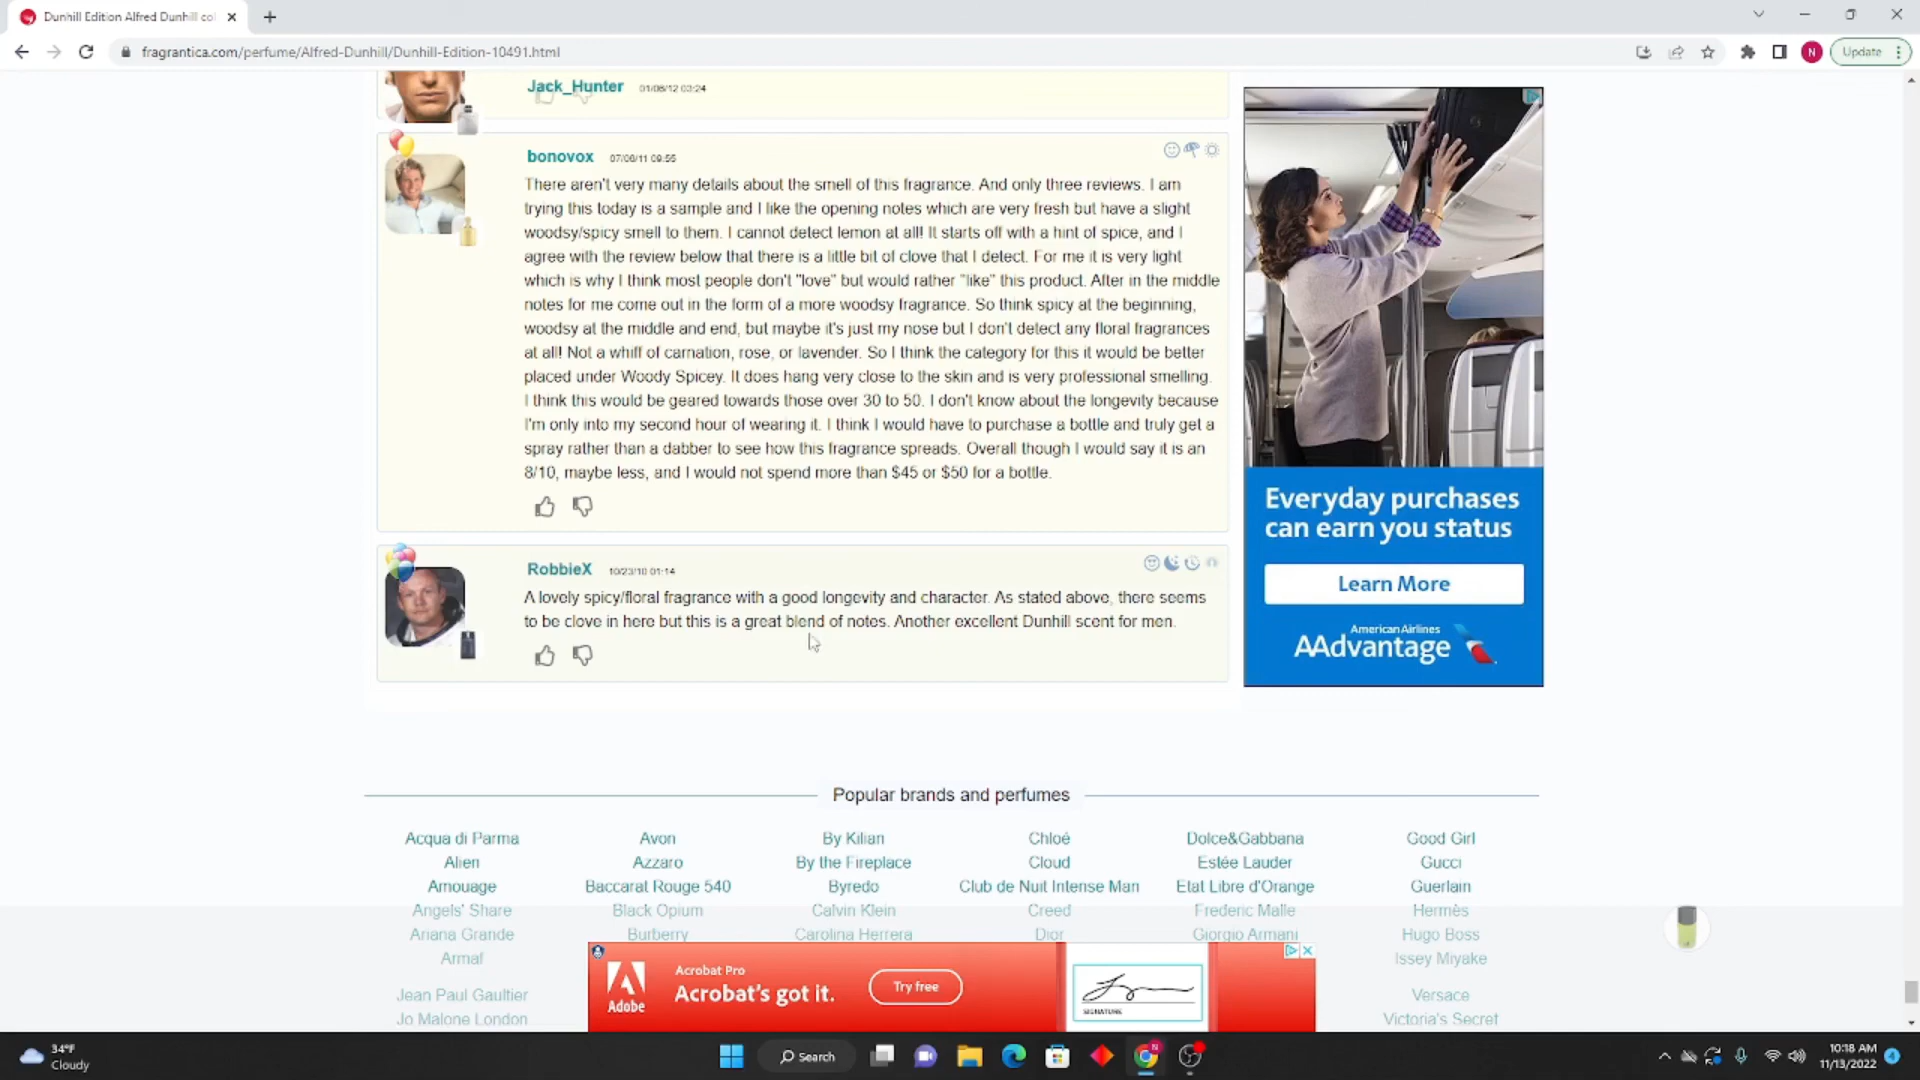 Dunhill Edition Alfred Dunhill col
fragrantica.com/perfume/Alfred-Dunhill/Dunhill-Edition-10491.html
N
Update
Jack_Hunter 01/08/12 03:24
bonovox 07/08/11 09:55
There aren't very many details about the smell of this fragrance. And only three reviews. I am
trying this today is a sample and I like the opening notes which are very fresh but have a slight
woodsy/spicy smell to them. I cannot detect lemon at all! It starts off with a hint of spice, and I
agree with the review below that there is a little bit of clove that I detect. For me it is very light
which is why I think most people don't "love" but would rather "like" this product. After in the middle
notes for me come out in the form of a more woodsy fragrance. So think spicy at the beginning,
woodsy at the middle and end, but maybe it's just my nose but I don't detect any floral fragrances
at all! Not a whiff of carnation, rose, or lavender. So I think the category for this it would be better
placed under Woody Spicey. It does hang very close to the skin and is very professional smelling.
I think this would be geared towards those over 30 to 50. I don't know about the longevity because
I'm only into my second hour of wearing it. I think I would have to purchase a bottle and truly get a
spray rather than a dabber to see how this fragrance spreads. Overall though I would say it is an
8/10, maybe less, and I would not spend more than $45 or $50 for a bottle.
RobbieX 10/23/10 01:14
A lovely spicy/floral fragrance with a good longevity and character. As stated above, there seems
to be clove in here but this is a great blend of notes. Another excellent Dunhill scent for men.
Everyday purchases
can earn you status
Learn More
American Airlines
AAdvantage
Popular brands and perfumes
Acqua di Parma Avon By Kilian Chloé Dolce&Gabbana Good Girl
Alien Azzaro By the Fireplace Cloud Estée Lauder Gucci
Amouage Baccarat Rouge 540 Byredo Club de Nuit Intense Man Etat Libre d'Orange Guerlain
Angels' Share Black Opium Calvin Klein Creed Frederic Malle Hermès
Ariana Grande Burberry Carolina Herrera Dior Giorgio Armani Hugo Boss
Armaf Issey Miyake
Jean Paul Gaultier Versace
Jo Malone London Victoria's Secret
Adobe
Acrobat Pro
Acrobat's got it.
Try free
SIGNATURE
34°F
Cloudy
Search
10:18 AM
11/13/2022
4